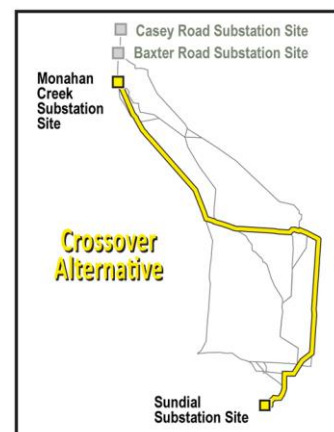 Casey Road Substation Site
Baxter Road Substation Site
Monahan
Creek
Substation
Site
Crossover
Alternative
Sundial
Substation Site